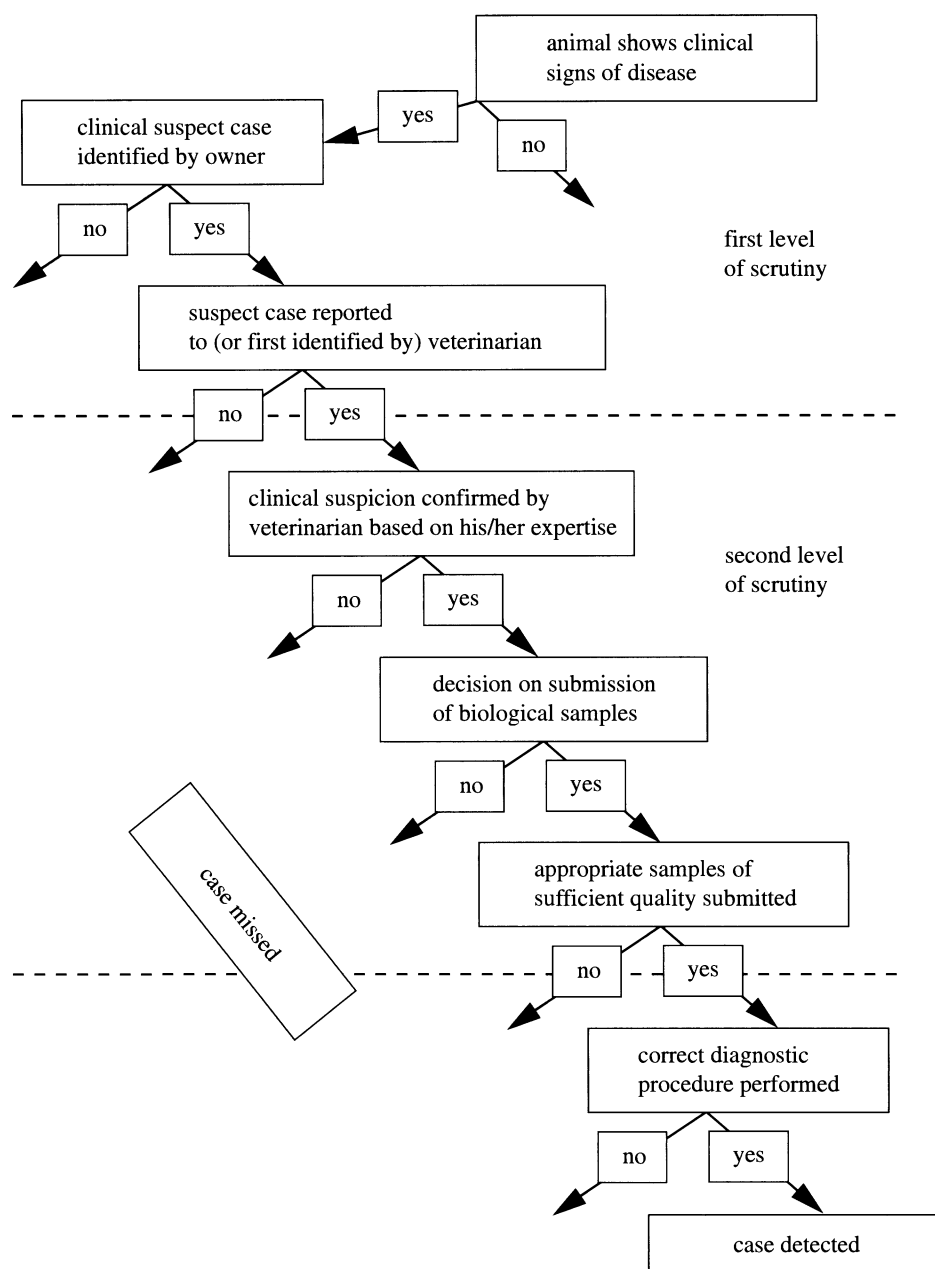 animal shows clinical
signs of disease
yes
no
clinical suspect case
identified by owner
no
yes
first level
of scrutiny
suspect case reported
to (or first identified by) veterinarian
no
yes
clinical suspicion confirmed by
veterinarian based on his/her expertise
second level
of scrutiny
no
yes
decision on submission
of biological samples
no
yes
case missed
appropriate samples of
sufficient quality submitted
no
yes
correct diagnostic
procedure performed
no
yes
case detected